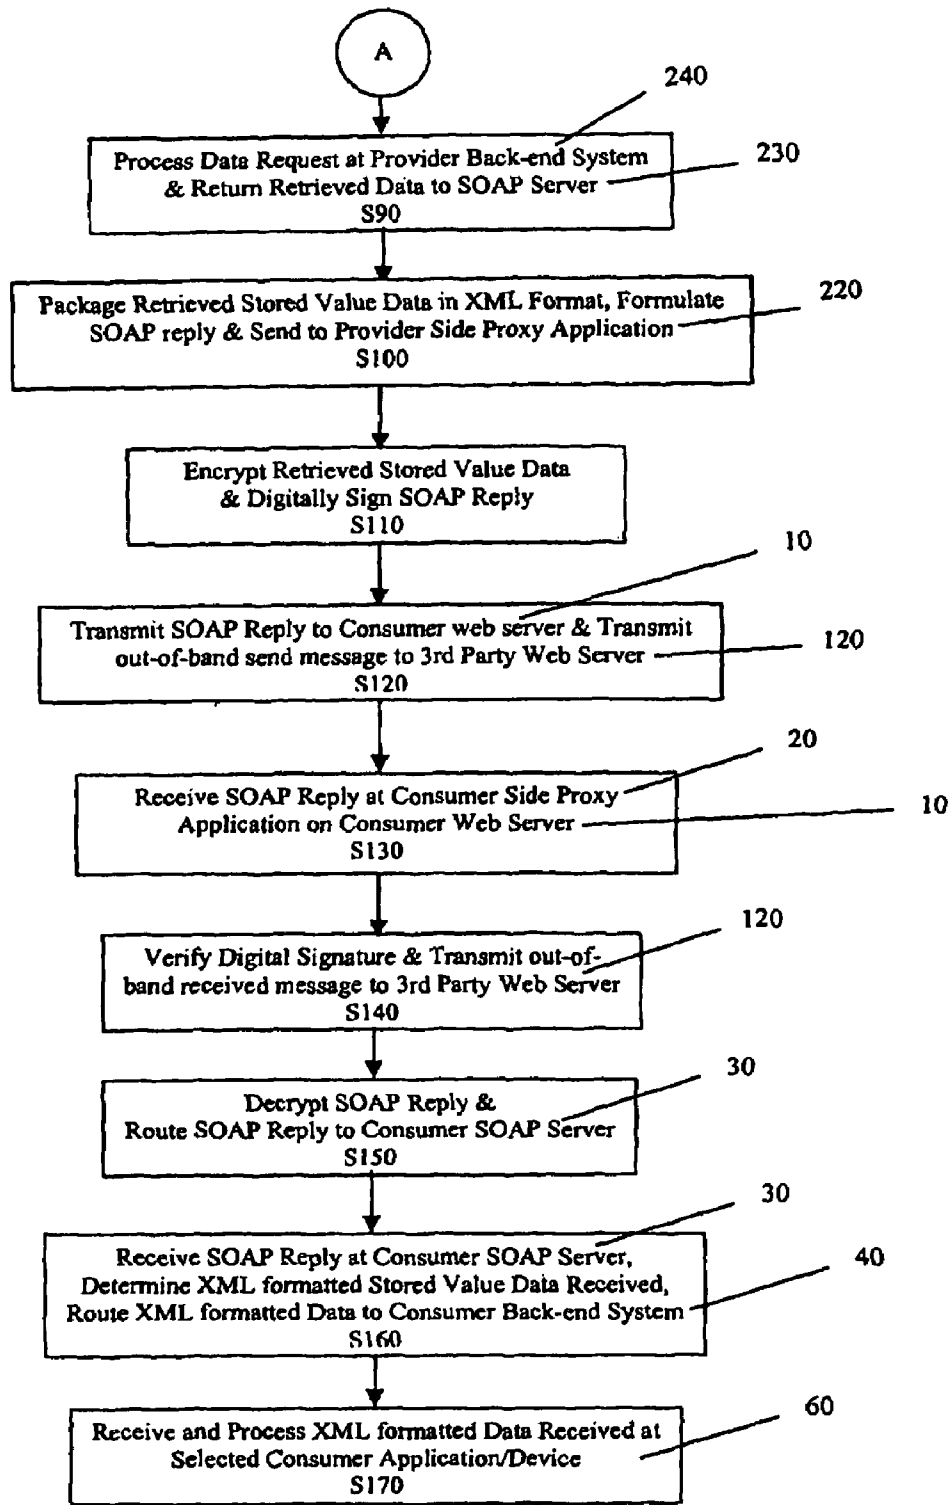 A
240
Process Data Request at Provider Back-end System
230
& Return Retrieved Data to SOAP Server
S90
Package Retrieved Stored Value Data in XML Format, Formulate
220
SOAP reply & Send to Provider Side Proxy Application
S100
Encrypt Retrieved Stored Value Data
& Digitally Sign SOAP Reply
S110
10
Transmit SOAP Reply to Consumer web server & Transmit
120
out-of-band send message to 3rd Party Web Server
S120
20
Receive SOAP Reply at Consumer Side Proxy
10
Application on Consumer Web Server
S130
120
Verify Digital Signature & Transmit out-of-
band received message to 3rd Party Web Server
S140
30
Decrypt SOAP Reply &
Route SOAP Reply to Consumer SOAP Server
S150
30
Receive SOAP Reply at Consumer SOAP Server,
40
Determine XML formatted Stored Value Data Received,
Route XML formatted Data to Consumer Back-end System
S160
60
Receive and Process XML formatted Data Received at
Selected Consumer Application/Device
S170